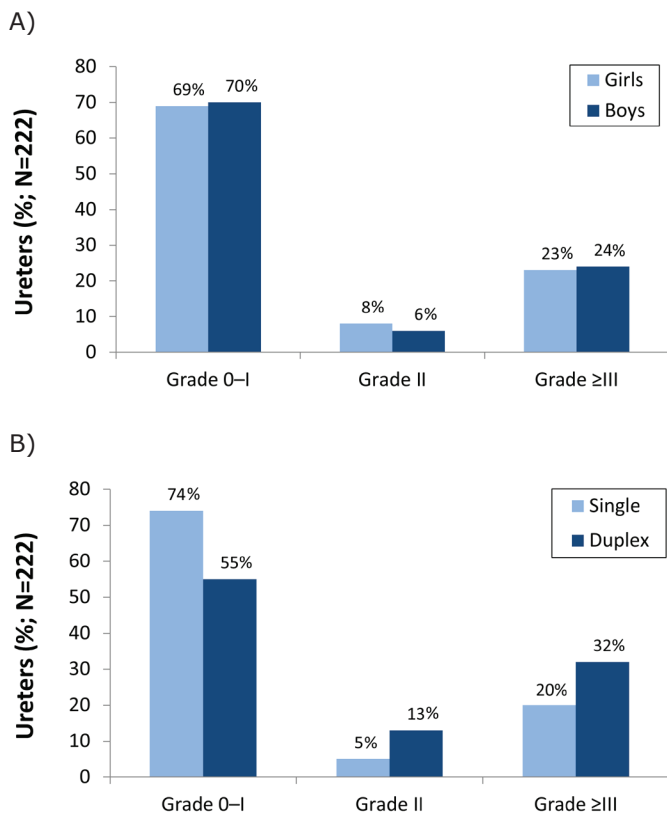 A)
Ureters (%; N=222)
80
70
60
50
40
30
20
10
0
69%
70%
8%
6%
23%
24%
Girls
Boys
Grade 0–I
Grade II
Grade ≥III
B)
Ureters (%; N=222)
80
70
60
50
40
30
20
10
0
74%
55%
5%
13%
20%
32%
Single
Duplex
Grade 0–I
Grade II
Grade ≥III